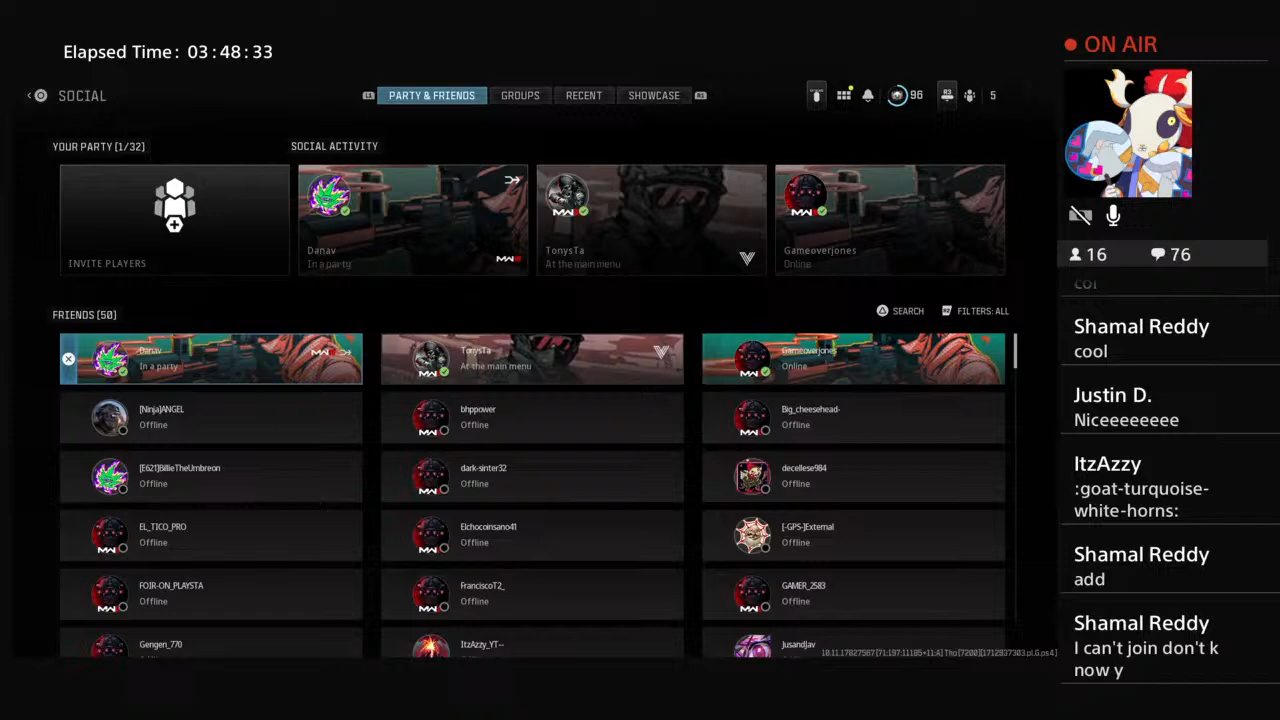 Elapsed Time: 03:48:33
ON AIR
SOCIAL
L1
PARTY & FRIENDS
GROUPS
RECENT
SHOWCASE
R1
96
R3
5
YOUR PARTY [1/32]
SOCIAL ACTIVITY
INVITE PLAYERS
Danav
In a party
TonysTa
At the main menu
Gameoverjones
Online
FRIENDS [50]
SEARCH
FILTERS: ALL
Danav
In a party
TonysTa
At the main menu
Gameoverjones
Online
[Ninja]ANGEL
Offline
bhppower
Offline
Big_cheesehead-
Offline
[E621]BillieTheUmbreon
Offline
dark-sinter32
Offline
decellese984
Offline
EL_TICO_PRO
Offline
Elchocoinsano41
Offline
[-GPS-]External
Offline
FOJR-ON_PLAYSTA
Offline
FranciscoT2_
Offline
GAMER_2583
Offline
Gengen_770
ItzAzzy_YT--
JusandJav
16
76
Shamal Reddy
cool
Justin D.
Niceeeeeee
ItzAzzy
:goat-turquoise-
white-horns:
Shamal Reddy
add
Shamal Reddy
I can't join don't k
now y